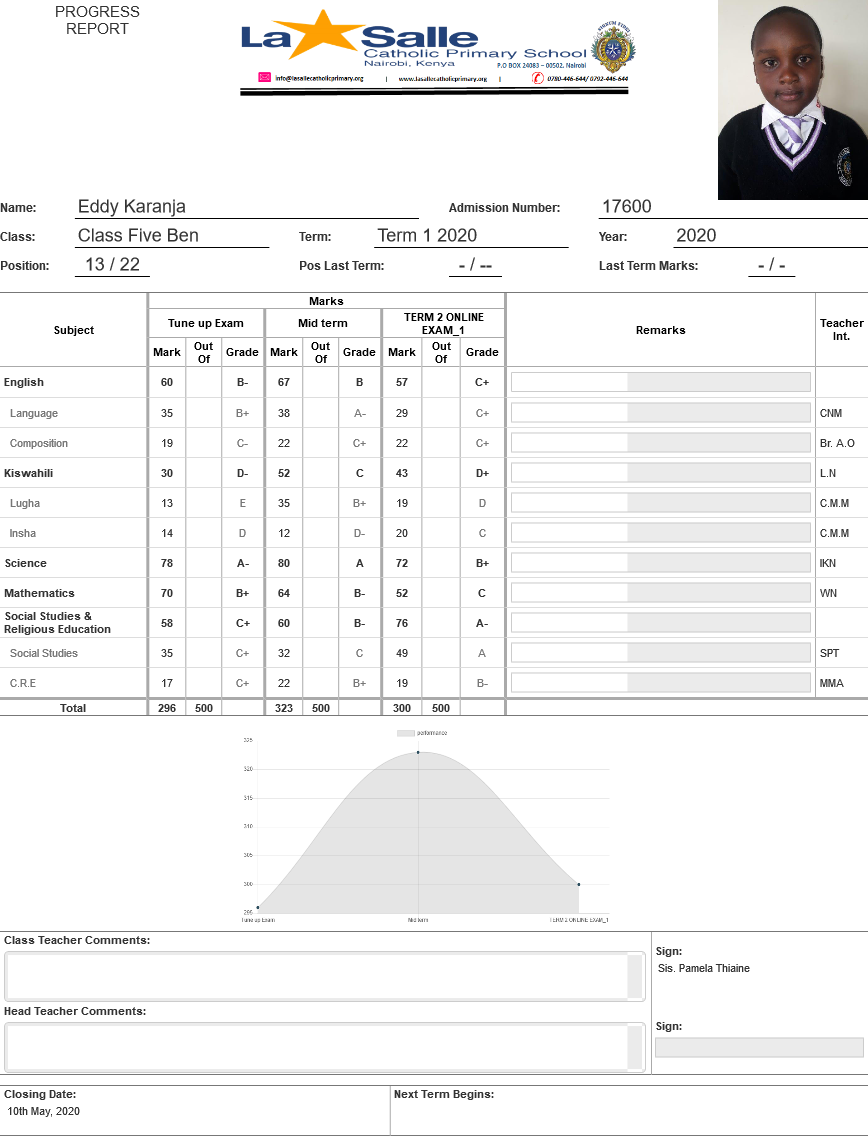 PROGRESS
REPORT
La Salle
Catholic Primary School
Nairobi, Kenya
P.O BOX 24083 – 00502, Nairobi
info@lasallecatholicprimary.org | www.lasallecatholicprimary.org | 0780-446-644/ 0792-446-644
Name: Eddy Karanja Admission Number: 17600
Class: Class Five Ben Term: Term 1 2020 Year: 2020
Position: 13 / 22 Pos Last Term: - / -- Last Term Marks: - / -
Marks
Subject Tune up Exam Mid term TERM 2 ONLINE EXAM_1 Remarks Teacher Int.
Mark Out Of Grade Mark Out Of Grade Mark Out Of Grade
English 60 B- 67 B 57 C+
Language 35 B+ 38 A- 29 C+ CNM
Composition 19 C- 22 C+ 22 C+ Br. A.O
Kiswahili 30 D- 52 C 43 D+ L.N
Lugha 13 E 35 B+ 19 D C.M.M
Insha 14 D 12 D- 20 C C.M.M
Science 78 A- 80 A 72 B+ IKN
Mathematics 70 B+ 64 B- 52 C WN
Social Studies &
Religious Education 58 C+ 60 B- 76 A-
Social Studies 35 C+ 32 C 49 A SPT
C.R.E 17 C+ 22 B+ 19 B- MMA
Total 296 500 323 500 300 500
performance
325
320
315
310
305
300
295
Tune up Exam Mid term TERM 2 ONLINE EXAM_1
Class Teacher Comments:
Sign:
Sis. Pamela Thiaine
Head Teacher Comments:
Sign:
Closing Date: Next Term Begins:
10th May, 2020